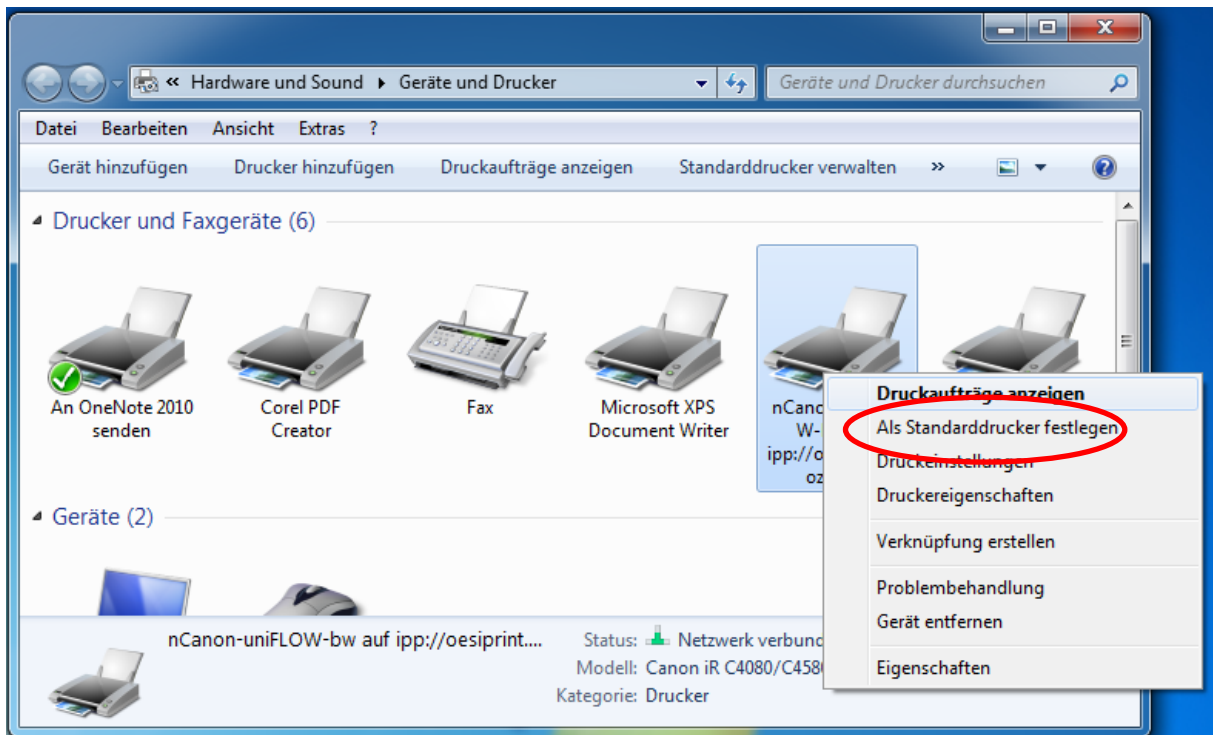 « Hardware und Sound ▸ Geräte und Drucker
Geräte und Drucker durchsuchen
Datei Bearbeiten Ansicht Extras ?
Gerät hinzufügen Drucker hinzufügen Druckaufträge anzeigen Standarddrucker verwalten »
Drucker und Faxgeräte (6)
An OneNote 2010
senden
Corel PDF
Creator
Fax
Microsoft XPS
Document Writer
nCano
W-
ipp://o
oz
Druckaufträge anzeigen
Als Standarddrucker festlegen
Druckeinstellungen
Druckereigenschaften
Verknüpfung erstellen
Problembehandlung
Gerät entfernen
Eigenschaften
Geräte (2)
nCanon-uniFLOW-bw auf ipp://oesiprint....
Status: Netzwerk verbund
Modell: Canon iR C4080/C4580
Kategorie: Drucker